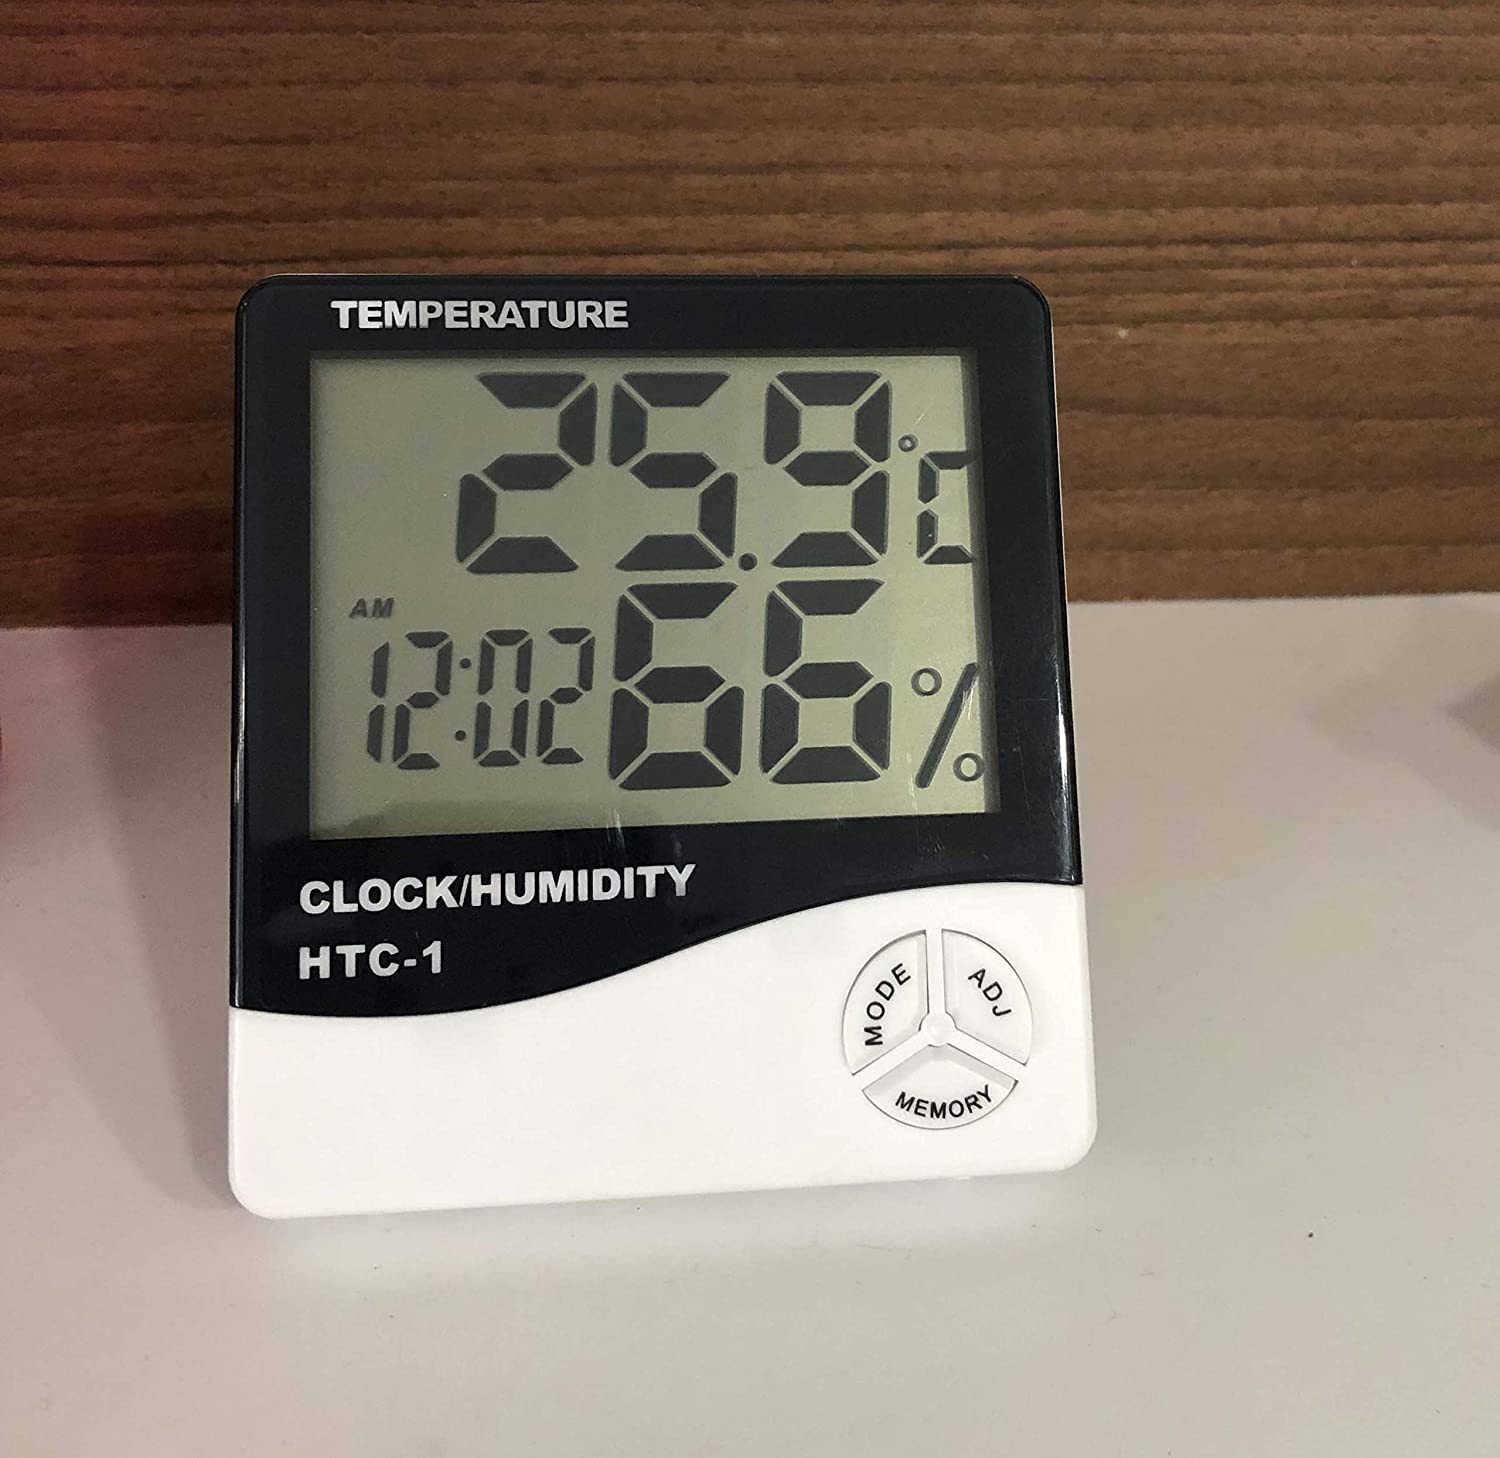 TEMPERATURE
25.9°C
AM
12:02 66%
CLOCK/HUMIDITY
HTC-1
MODE ADJ
MEMORY